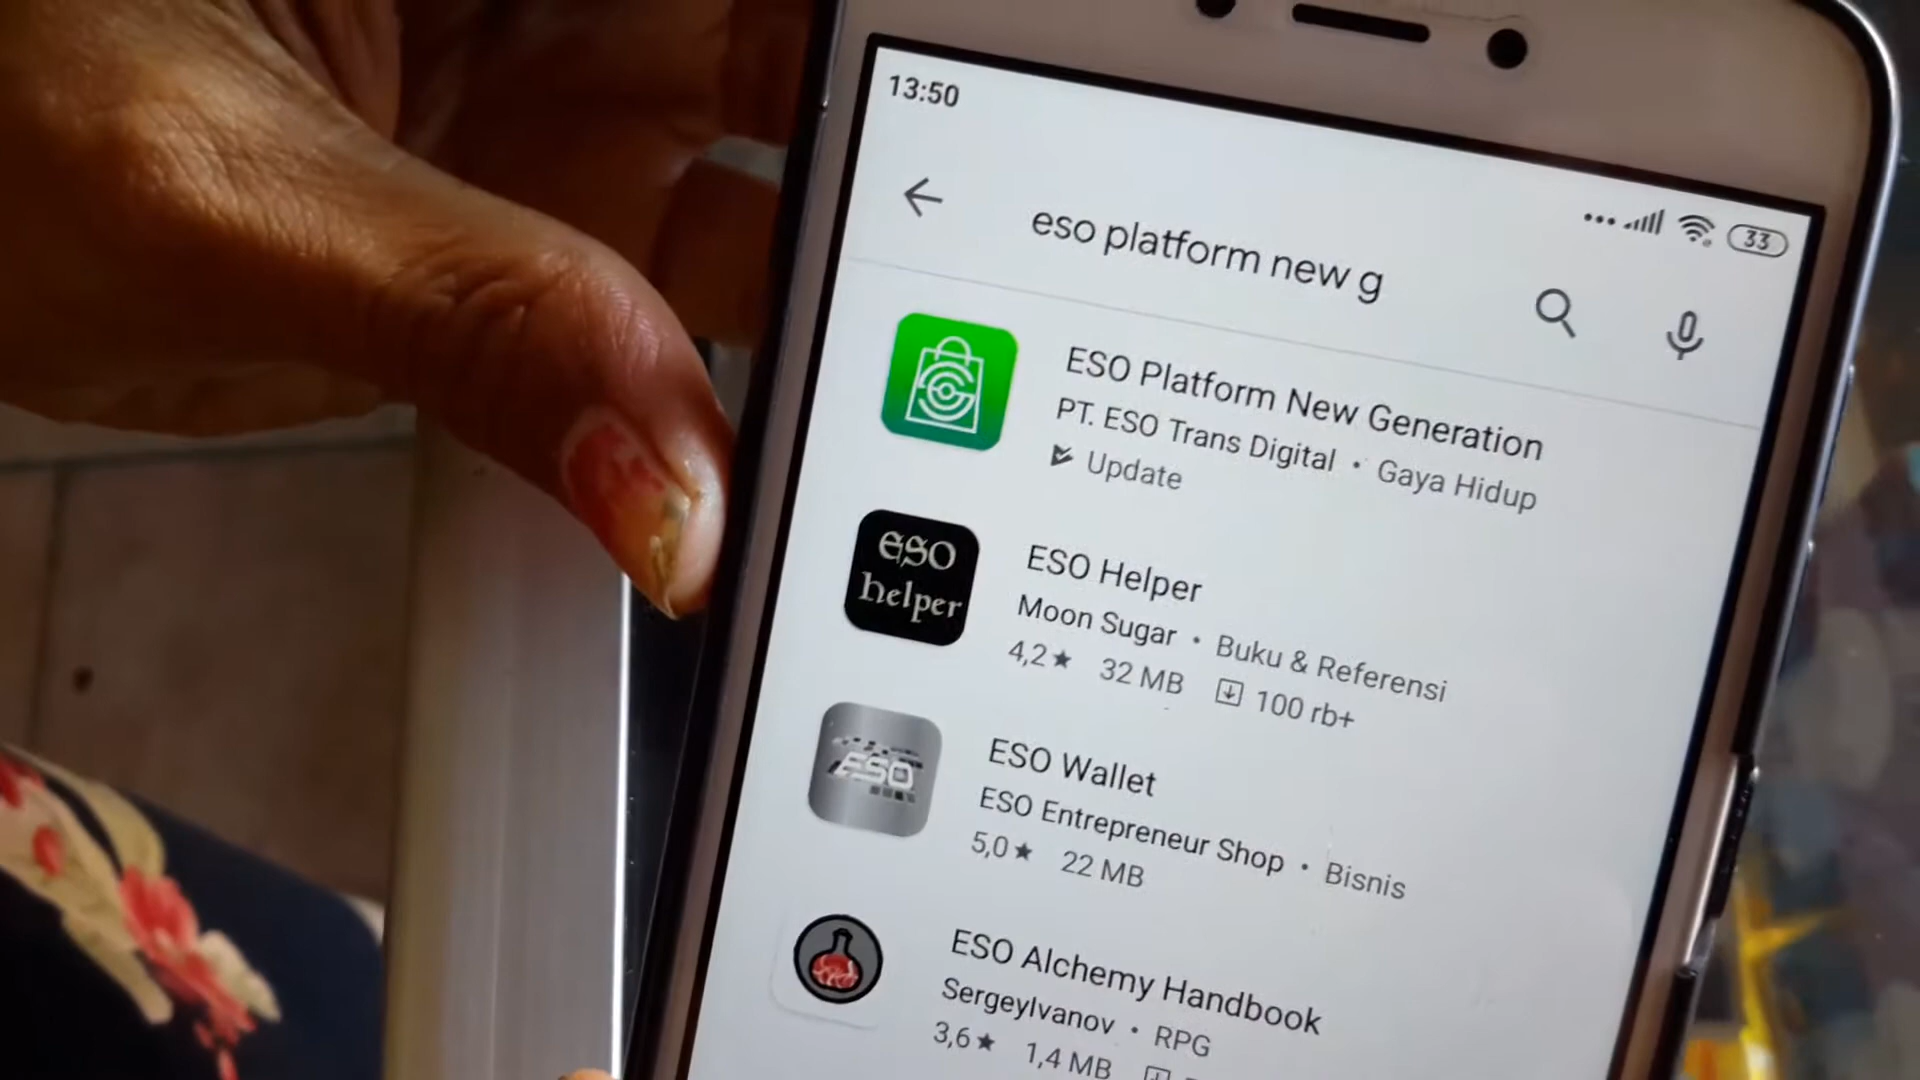 13:50
33
eso platform new g
ESO Platform New Generation
PT. ESO Trans Digital • Gaya Hidup
Update
eso
helper
ESO Helper
Moon Sugar • Buku & Referensi
4,2★ 32 MB 100 rb+
ESO
ESO Wallet
ESO Entrepreneur Shop • Bisnis
5,0★ 22 MB
ESO Alchemy Handbook
SergeyIvanov • RPG
3,6★ 1,4 MB